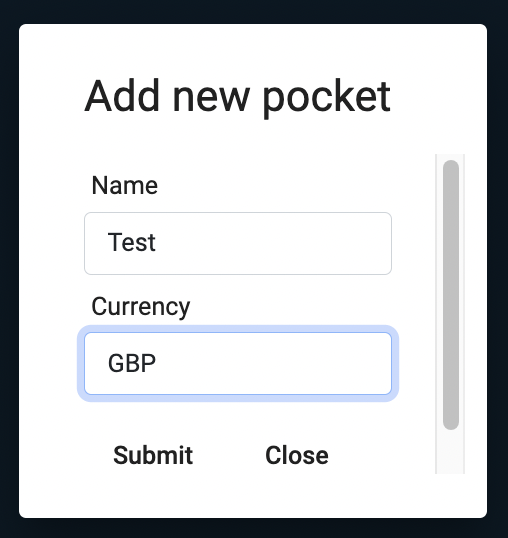 Add new pocket
Name
Test
Currency
GBP
Submit Close